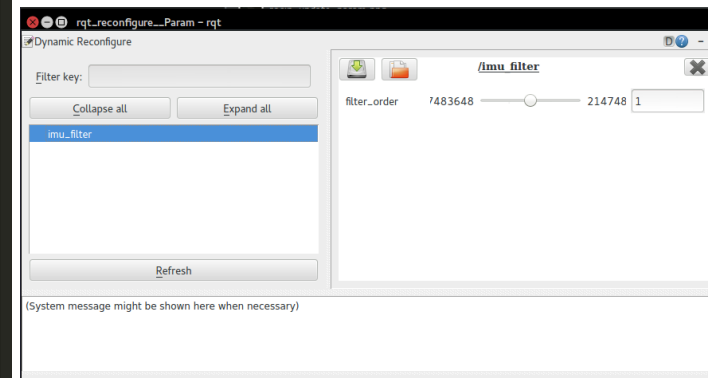 rqt_reconfigure__Param - rqt
Dynamic Reconfigure
D
Filter key:
Collapse all
Expand all
imu_filter
Refresh
/imu_filter
filter_order
7483648
214748
1
(System message might be shown here when necessary)